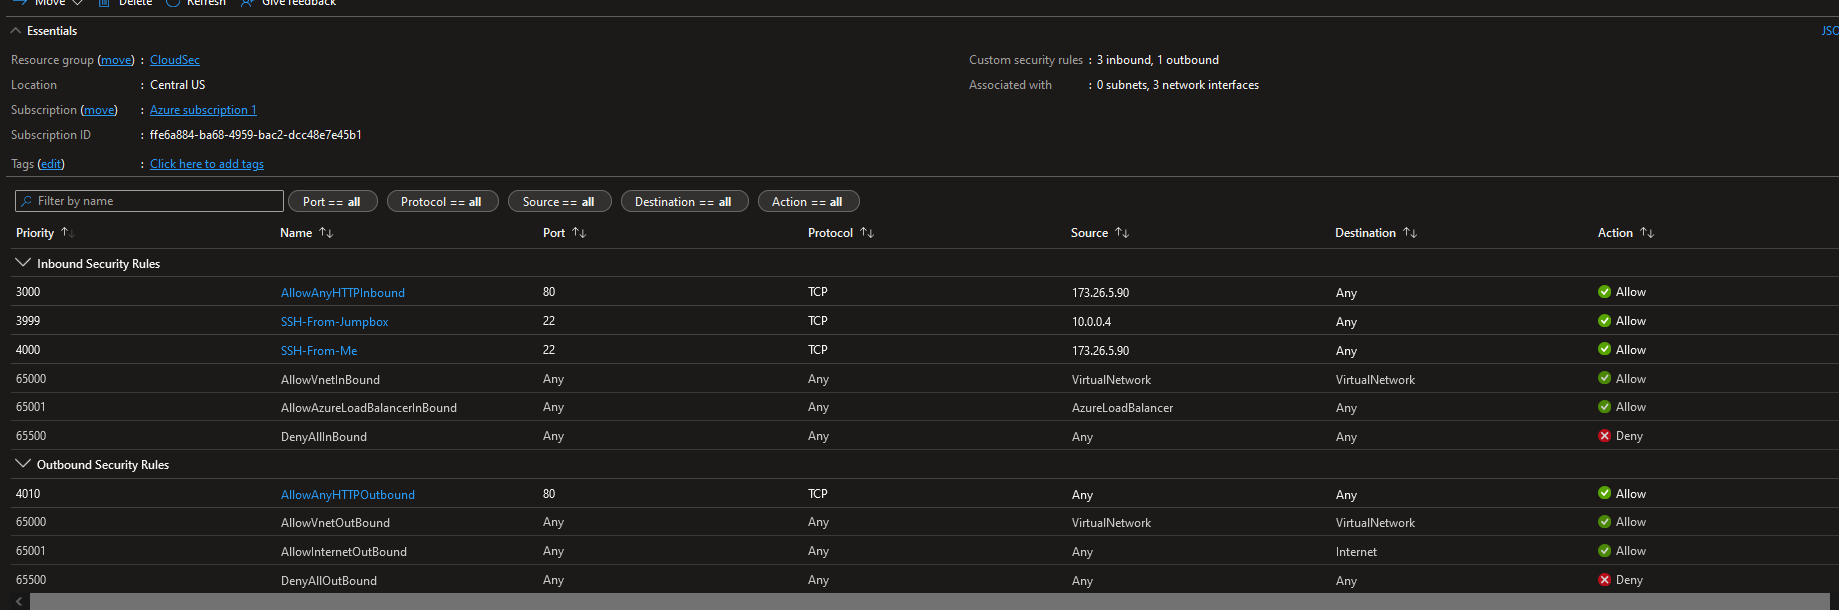 Move Delete Refresh Give feedback
Essentials
JSO
Resource group (move) : CloudSec
Custom security rules : 3 inbound, 1 outbound
Location : Central US
Associated with : 0 subnets, 3 network interfaces
Subscription (move) : Azure subscription 1
Subscription ID : ffe6a884-ba68-4959-bac2-dcc48e7e45b1
Tags (edit) : Click here to add tags
Filter by name Port == all Protocol == all Source == all Destination == all Action == all
Priority Name Port Protocol Source Destination Action
Inbound Security Rules
3000 AllowAnyHTTPInbound 80 TCP 173.26.5.90 Any Allow
3999 SSH-From-Jumpbox 22 TCP 10.0.0.4 Any Allow
4000 SSH-From-Me 22 TCP 173.26.5.90 Any Allow
65000 AllowVnetInBound Any Any VirtualNetwork VirtualNetwork Allow
65001 AllowAzureLoadBalancerInBound Any Any AzureLoadBalancer Any Allow
65500 DenyAllInBound Any Any Any Any Deny
Outbound Security Rules
4010 AllowAnyHTTPOutbound 80 TCP Any Any Allow
65000 AllowVnetOutBound Any Any VirtualNetwork VirtualNetwork Allow
65001 AllowInternetOutBound Any Any Any Internet Allow
65500 DenyAllOutBound Any Any Any Any Deny